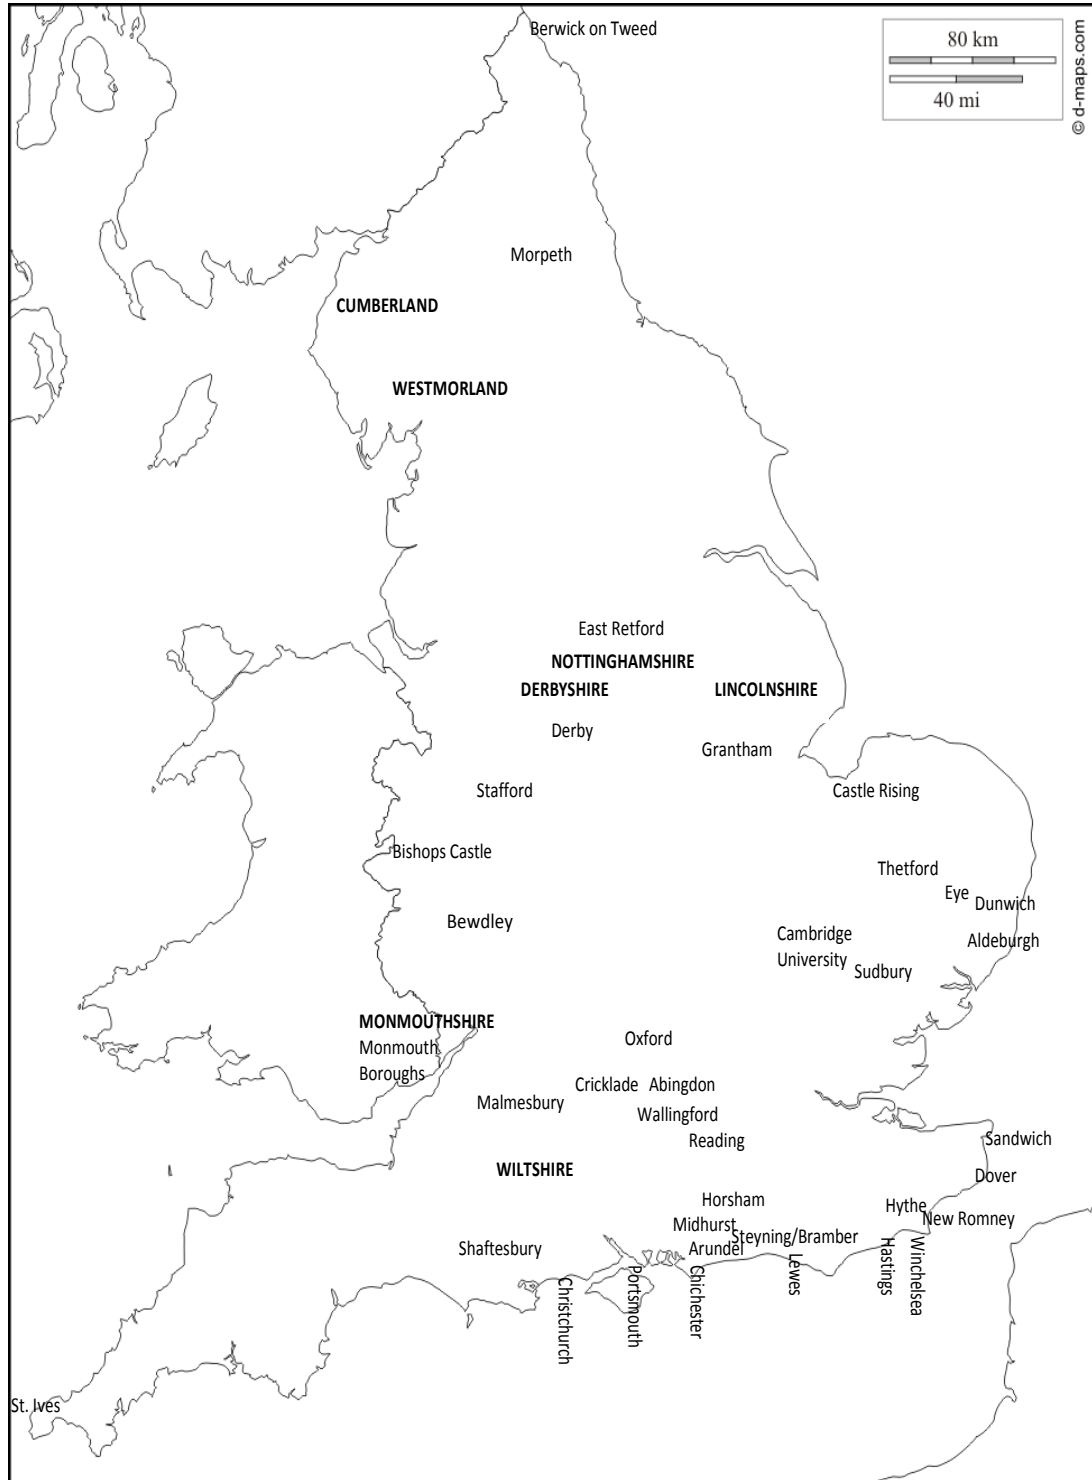 Berwick on Tweed
80 km
40 mi
© d-maps.com
Morpeth
CUMBERLAND
WESTMORLAND
East Retford
NOTTINGHAMSHIRE
DERBYSHIRE
LINCOLNSHIRE
Derby
Grantham
Stafford
Castle Rising
Bishops Castle
Thetford
Eye
Dunwich
Bewdley
Cambridge
University
Aldeburgh
Sudbury
MONMOUTHSHIRE
Monmouth
Boroughs
Oxford
Cricklade
Abingdon
Malmesbury
Wallingford
Reading
Sandwich
WILTSHIRE
Dover
Horsham
Hythe
New Romney
Midhurst
Steyning/Bramber
Shaftesbury
Arundel
Lewes
Hastings
Winchelsea
Christchurch
Portsmouth
Chichester
St. Ives